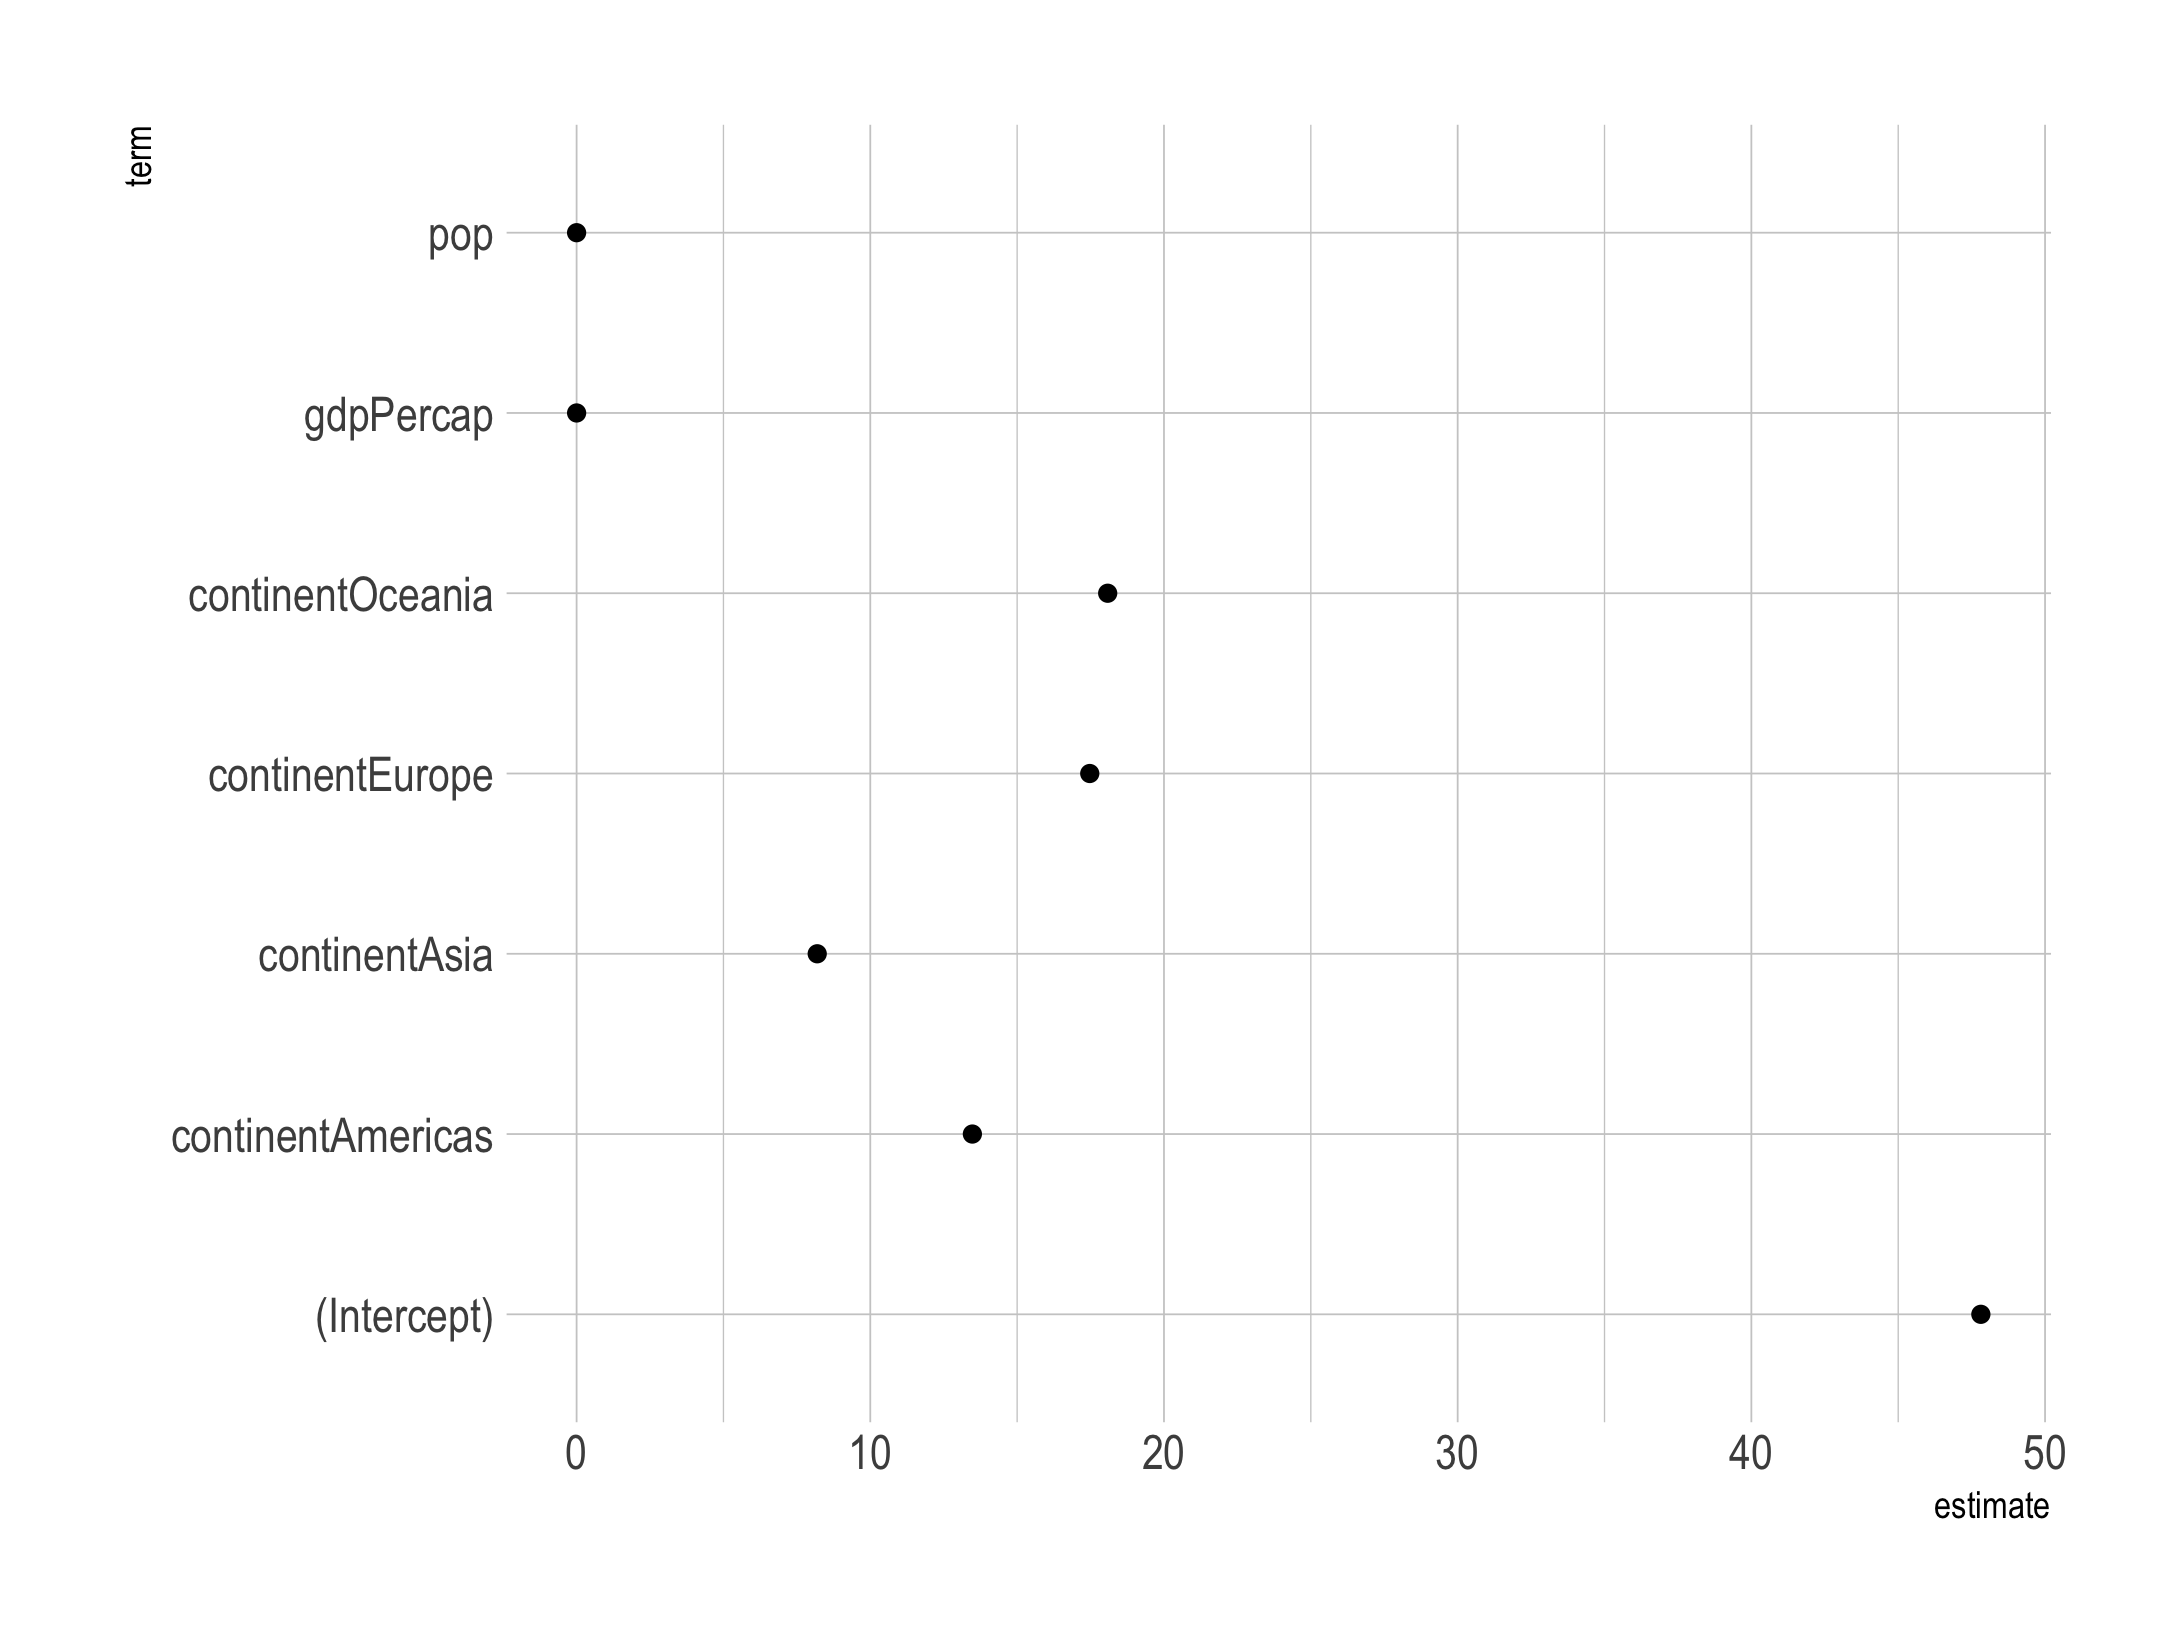 term
pop
gdpPercap
continentOceania
continentEurope
continentAsia
continentAmericas
(Intercept)
0 10 20 30 40 50
estimate